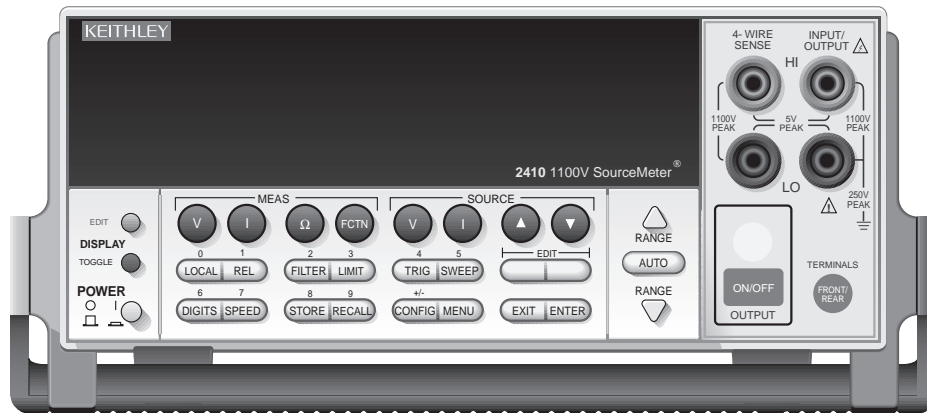 KEITHLEY
2410 1100V SourceMeter®
4- WIRE SENSE
INPUT/ OUTPUT
HI
1100V PEAK
5V PEAK
1100V PEAK
LO
250V PEAK
MEAS
SOURCE
V I Ω FCTN V I
EDIT
DISPLAY
TOGGLE
POWER
0 1 2 3 4 5
LOCAL REL FILTER LIMIT TRIG SWEEP
EDIT
6 7 8 9 +/-
DIGITS SPEED STORE RECALL CONFIG MENU EXIT ENTER
RANGE
AUTO
RANGE
ON/OFF
OUTPUT
TERMINALS
FRONT/ REAR